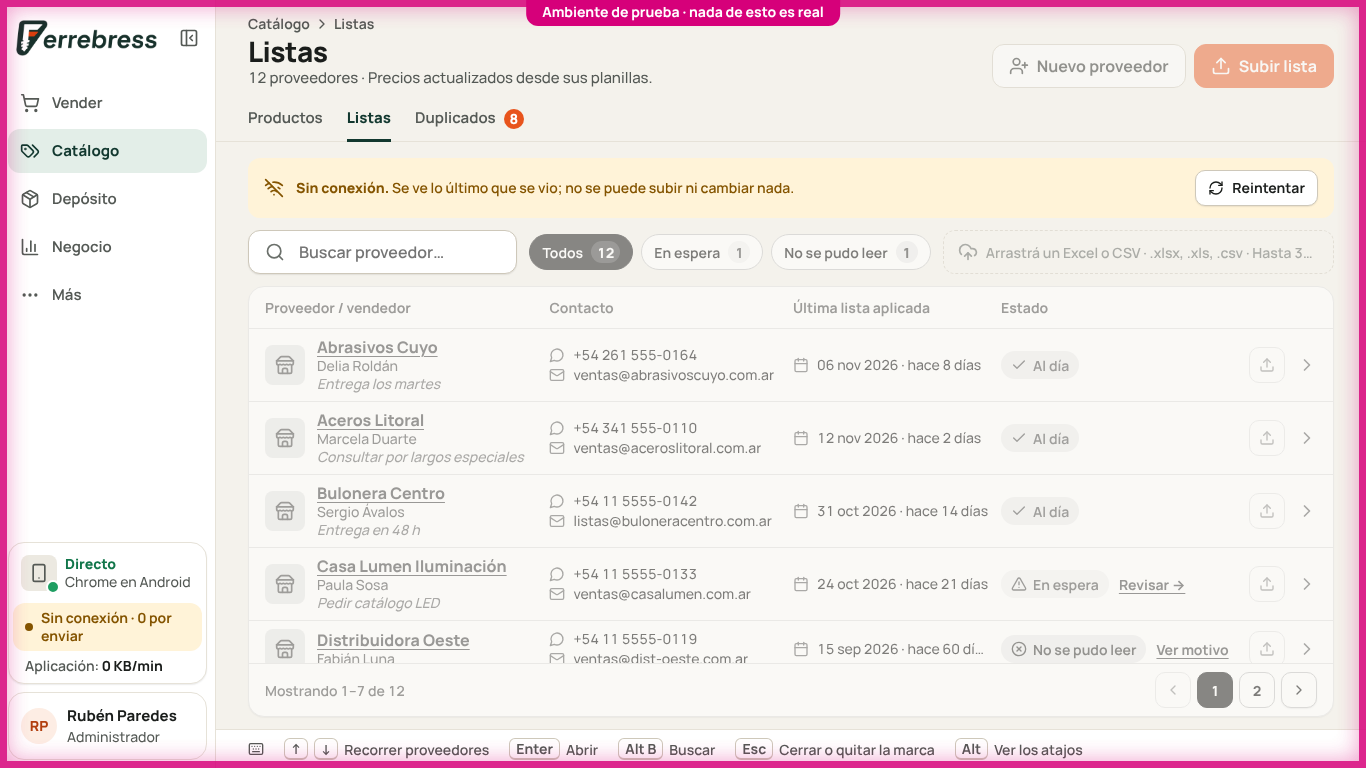 Ambiente de prueba · nada de esto es real
Ferrebress
Vender
Catálogo
Depósito
Negocio
Más
Directo
Chrome en Android
Sin conexión · 0 por
enviar
Aplicación: 0 KB/min
RP
Rubén Paredes
Administrador
Catálogo > Listas
Listas
12 proveedores · Precios actualizados desde sus planillas.
Nuevo proveedor
Subir lista
Productos
Listas
Duplicados 8
Sin conexión. Se ve lo último que se vio; no se puede subir ni cambiar nada.
Reintentar
Buscar proveedor…
Todos 12
En espera 1
No se pudo leer 1
Arrastrá un Excel o CSV · .xlsx, .xls, .csv · Hasta 3…
Proveedor / vendedor
Contacto
Última lista aplicada
Estado
Abrasivos Cuyo
Delia Roldán
Entrega los martes
+54 261 555-0164
ventas@abrasivoscuyo.com.ar
06 nov 2026 · hace 8 días
Al día
Aceros Litoral
Marcela Duarte
Consultar por largos especiales
+54 341 555-0110
ventas@aceroslitoral.com.ar
12 nov 2026 · hace 2 días
Al día
Bulonera Centro
Sergio Ávalos
Entrega en 48 h
+54 11 5555-0142
listas@buloneracentro.com.ar
31 oct 2026 · hace 14 días
Al día
Casa Lumen Iluminación
Paula Sosa
Pedir catálogo LED
+54 11 5555-0133
ventas@casalumen.com.ar
24 oct 2026 · hace 21 días
En espera
Revisar →
Distribuidora Oeste
Fabián Luna
+54 11 5555-0119
ventas@dist-oeste.com.ar
15 sep 2026 · hace 60 dí…
No se pudo leer
Ver motivo
Mostrando 1–7 de 12
1
2
↑ ↓ Recorrer proveedores
Enter Abrir
Alt B Buscar
Esc Cerrar o quitar la marca
Alt Ver los atajos